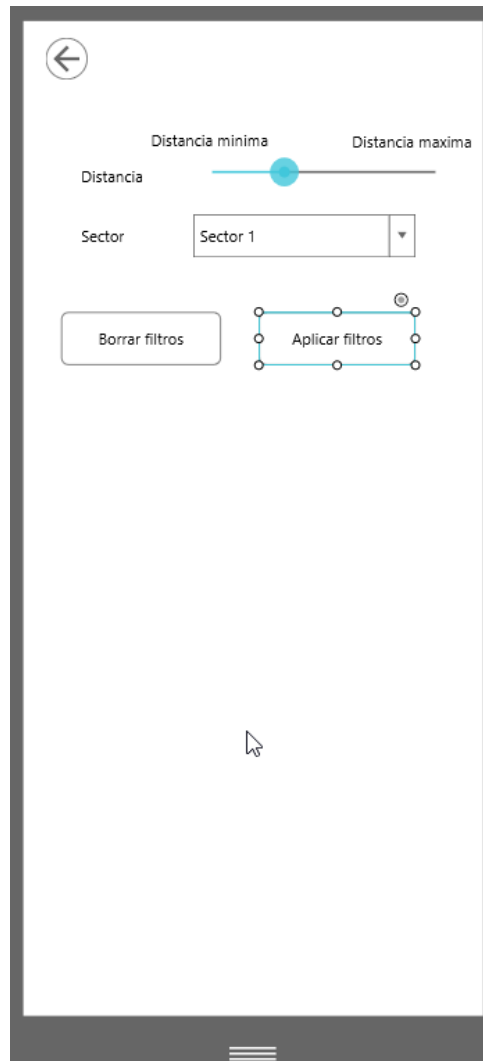 Distancia minima
Distancia maxima
Distancia
Sector
Sector 1
Borrar filtros
Aplicar filtros